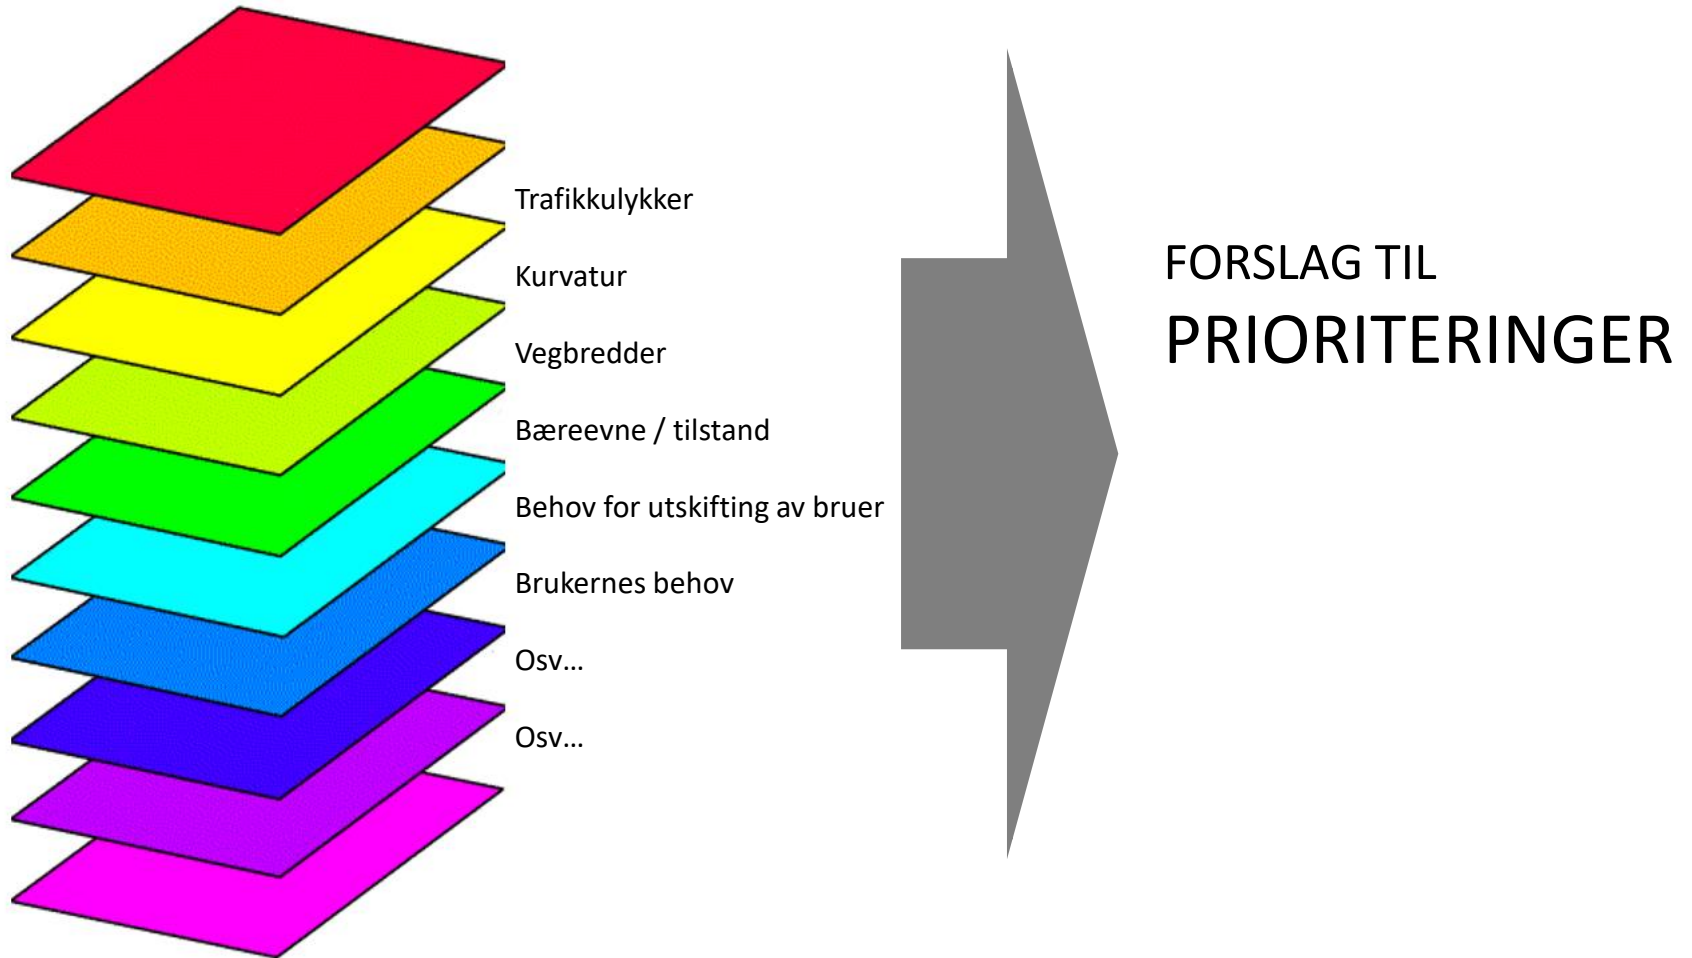 Trafikkulykker
Kurvatur
Vegbredder
Bæreevne / tilstand
Behov for utskifting av bruer
Brukernes behov
Osv...
Osv...
FORSLAG TIL
PRIORITERINGER